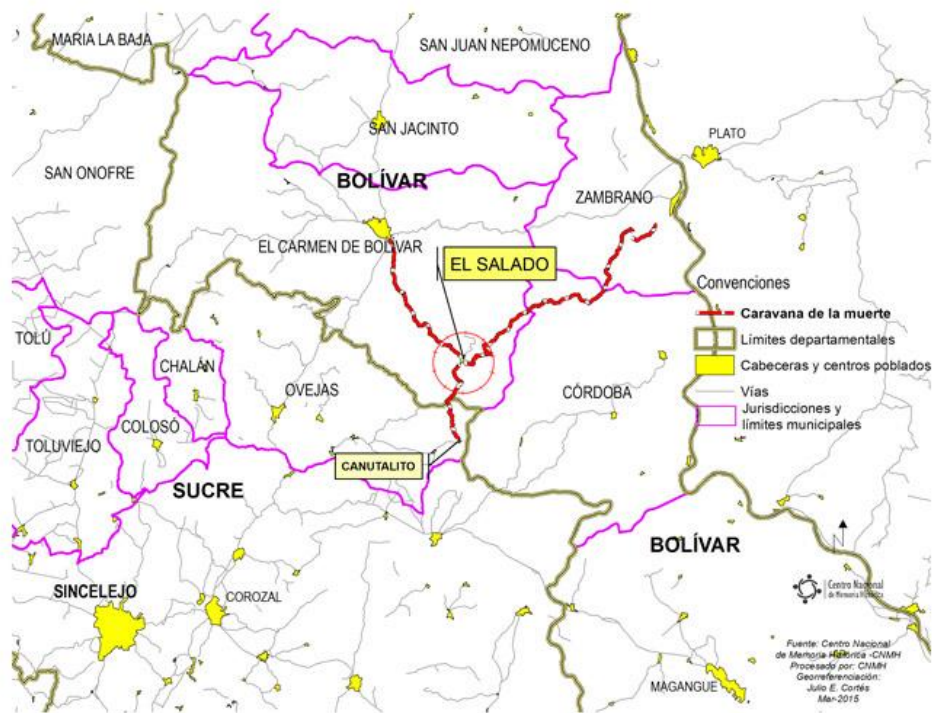 MARIA LA BAJA
SAN JUAN NEPOMUCENO
SAN JACINTO
PLATO
SAN ONOFRE
BOLÍVAR
ZAMBRANO
EL CARMEN DE BOLIVAR
EL SALADO
Convenciones
Caravana de la muerte
Límites departamentales
Cabeceras y centros poblados
Vías
Jurisdicciones y
límites municipales
TOLÚ
CHALÁN
OVEJAS
CÓRDOBA
TOLUVIEJO
COLOSÓ
CANUTALITO
SUCRE
BOLÍVAR
SINCELEJO
COROZAL
MAGANGUE
N
Centro Nacional
de Memoria Histórica
Fuente: Centro Nacional
de Memoria Histórica -CNMH
Procesado por: CNMH
Georreferenciación:
Julio E. Cortés
Mar-2015